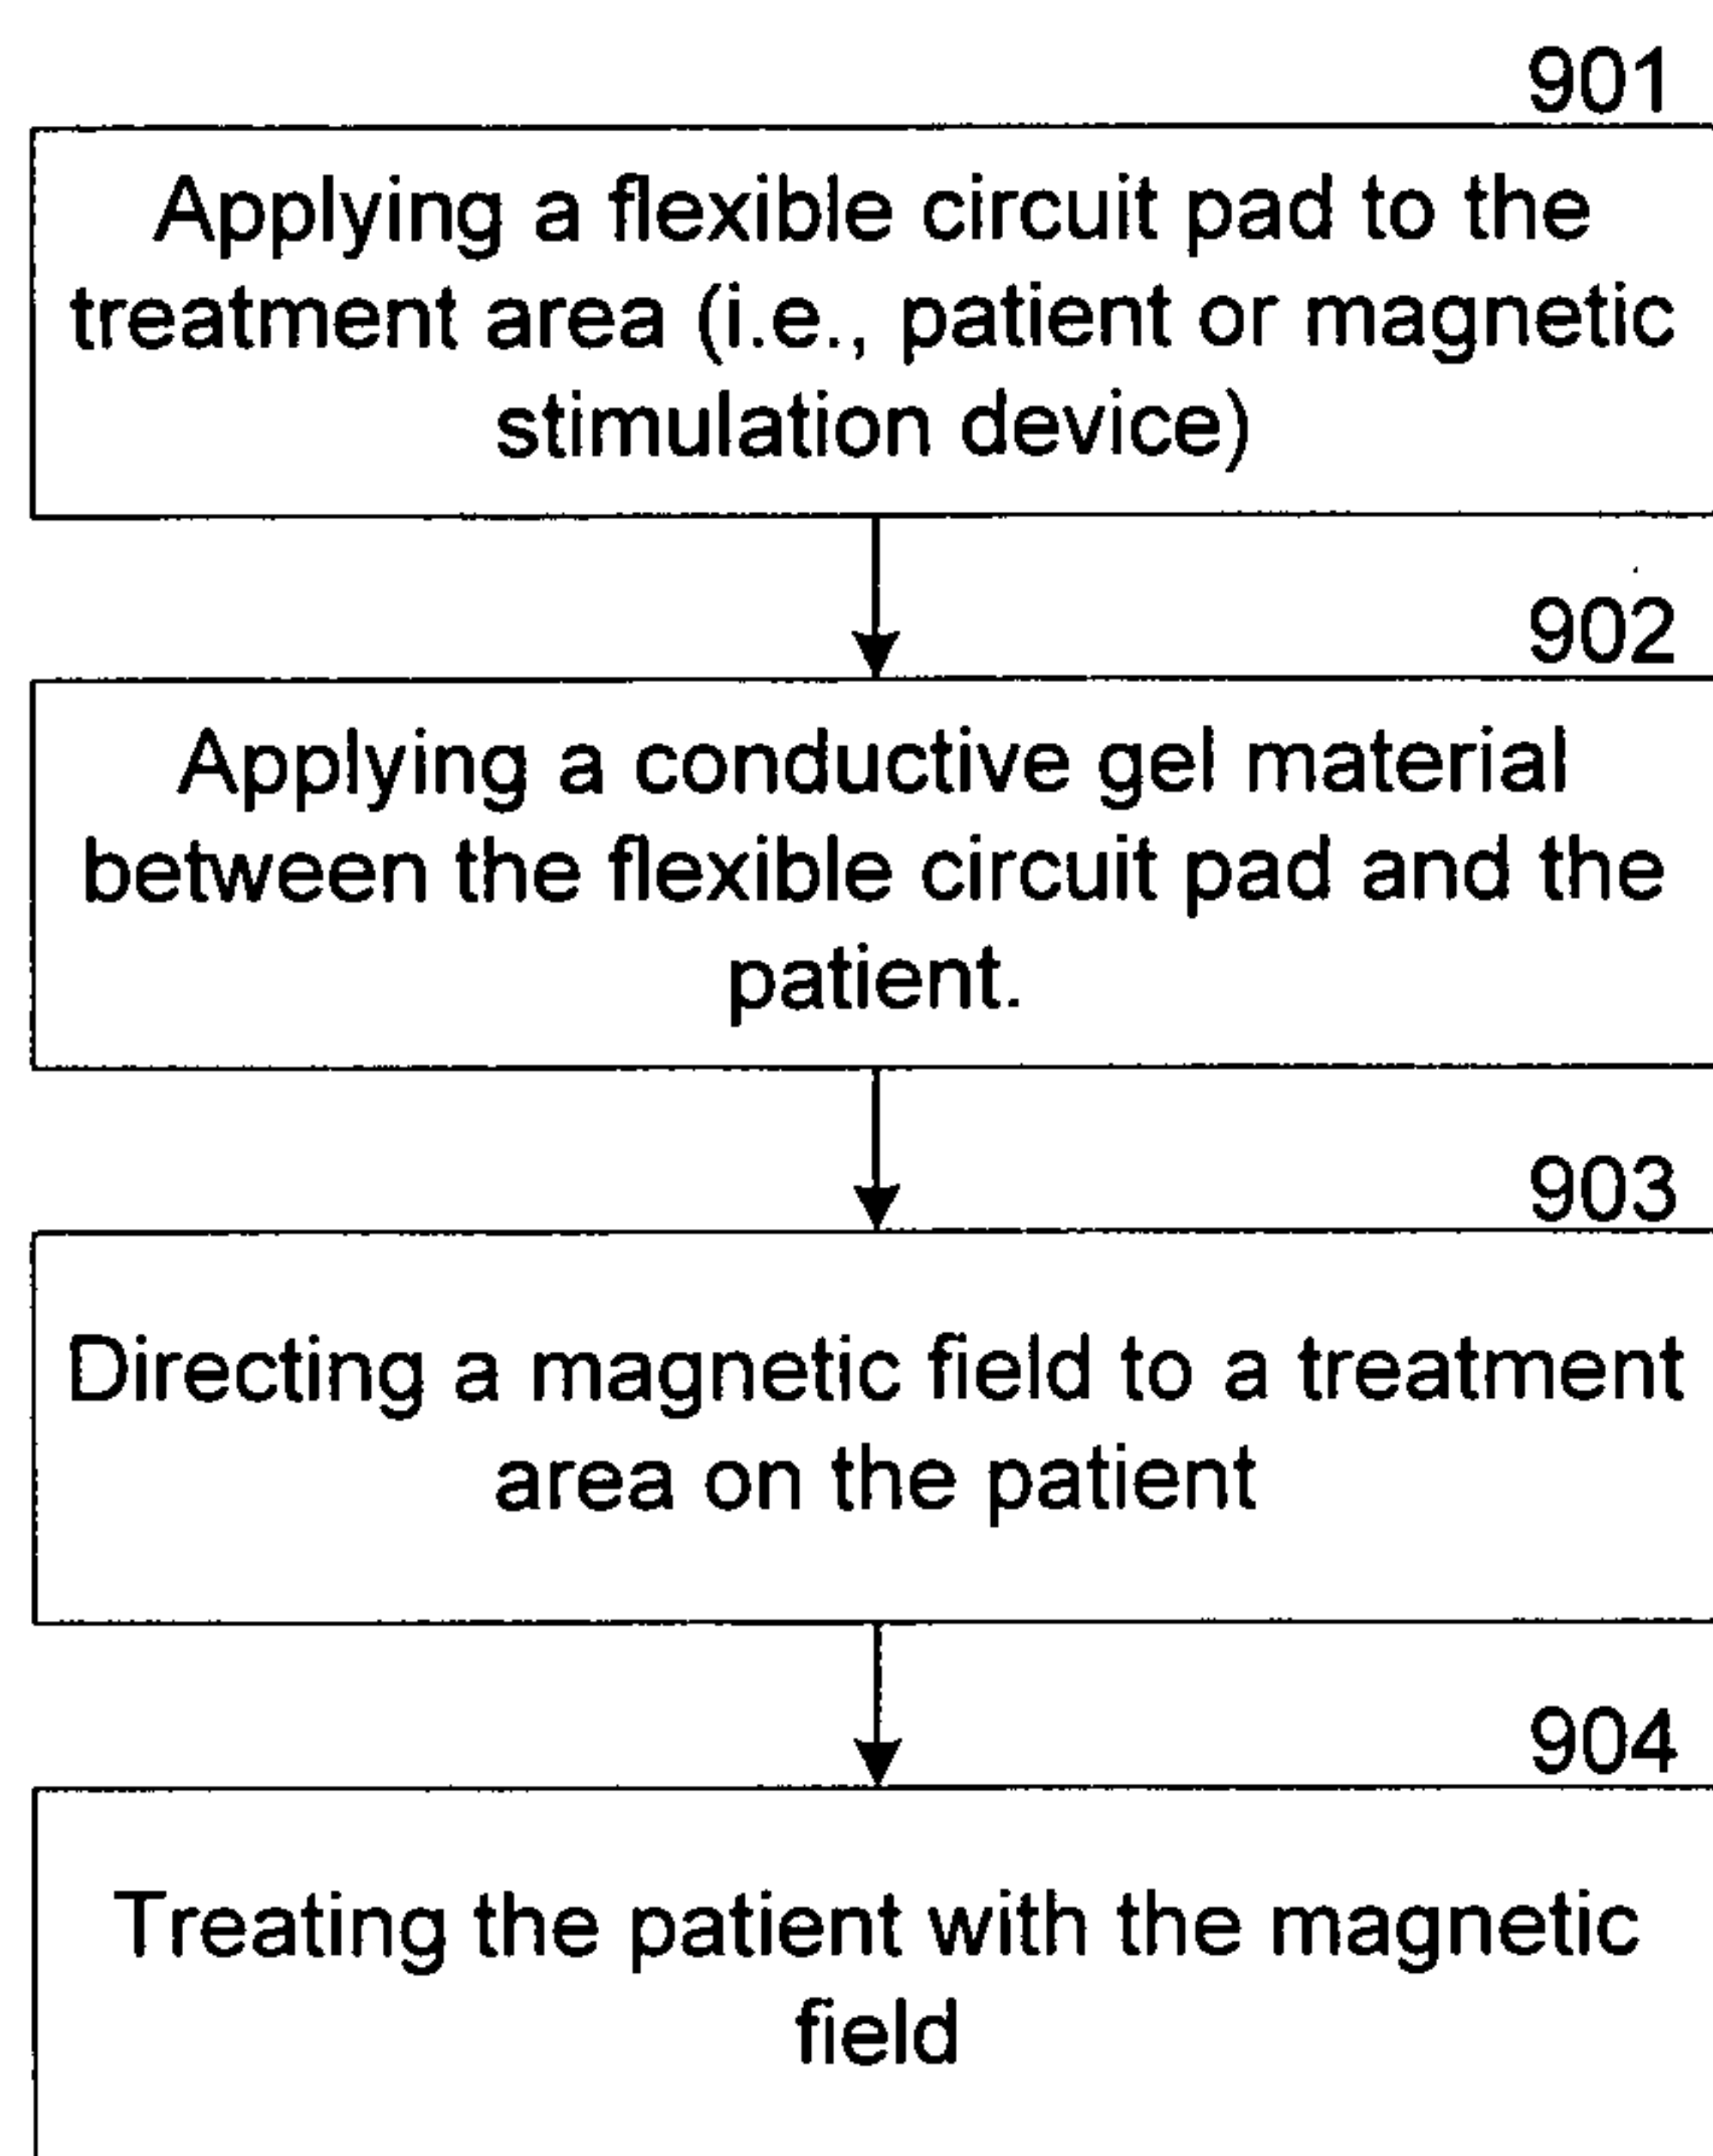 901
Applying a flexible circuit pad to the
treatment area (i.e., patient or magnetic
stimulation device)
902
Applying a conductive gel material
between the flexible circuit pad and the
patient.
903
Directing a magnetic field to a treatment
area on the patient
904
Treating the patient with the magnetic
field